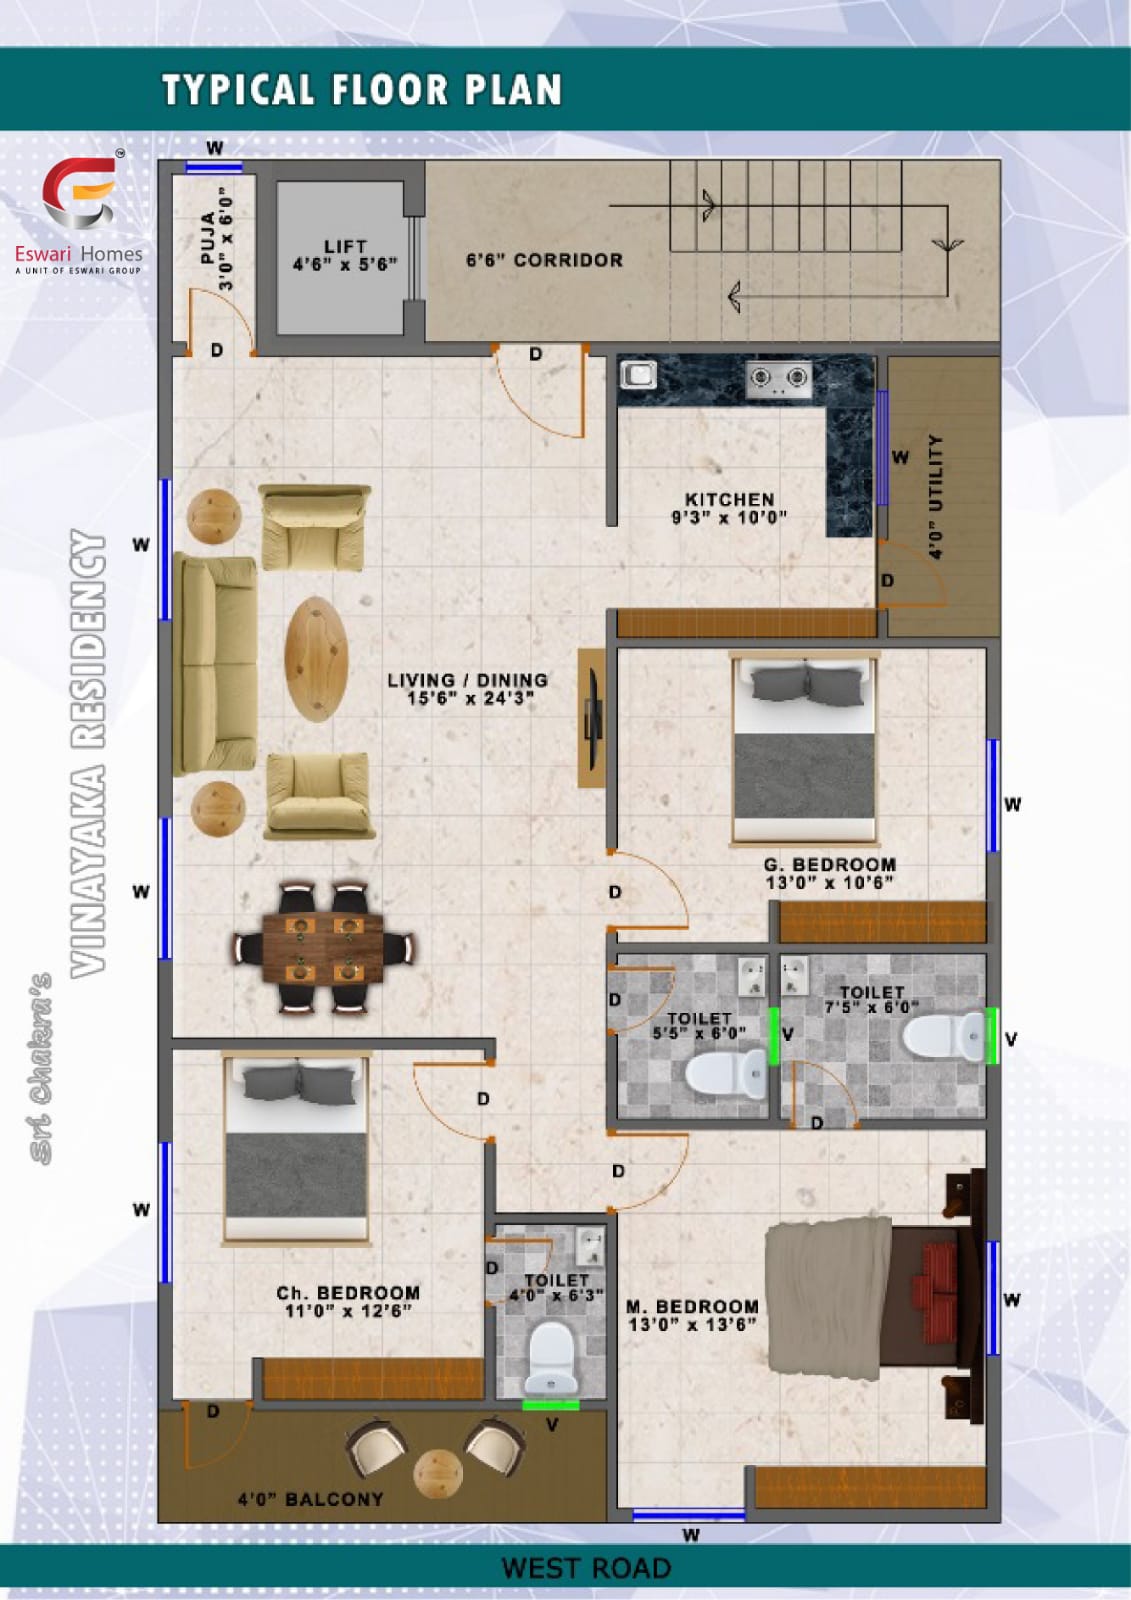 TYPICAL FLOOR PLAN
Eswari Homes
A UNIT OF ESWARI GROUP
TM
W
PUJA
3'0" x 6'0"
D
LIFT
4'6" x 5'6"
6'6" CORRIDOR
D
KITCHEN
9'3" x 10'0"
W
4'0" UTILITY
D
W
LIVING / DINING
15'6" x 24'3"
W
G. BEDROOM
13'0" x 10'6"
W
D
D
TOILET
5'5" x 6'0"
V
TOILET
7'5" x 6'0"
V
D
D
D
W
Ch. BEDROOM
11'0" x 12'6"
D
TOILET
4'0" x 6'3"
V
M. BEDROOM
13'0" x 13'6"
W
D
4'0" BALCONY
W
Sri Chakra's
VINAYAKA RESIDENCY
WEST ROAD